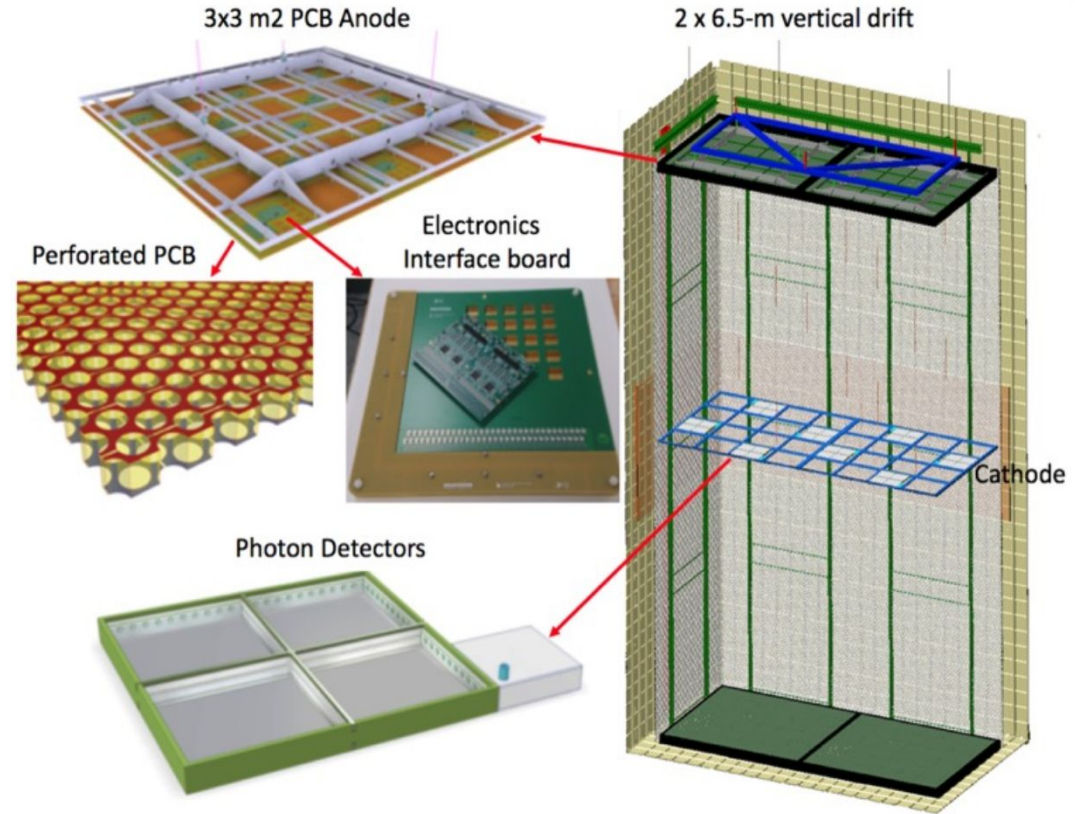 3x3 m2 PCB Anode
2 x 6.5-m vertical drift
Electronics
Interface board
Perforated PCB
Cathode
Photon Detectors